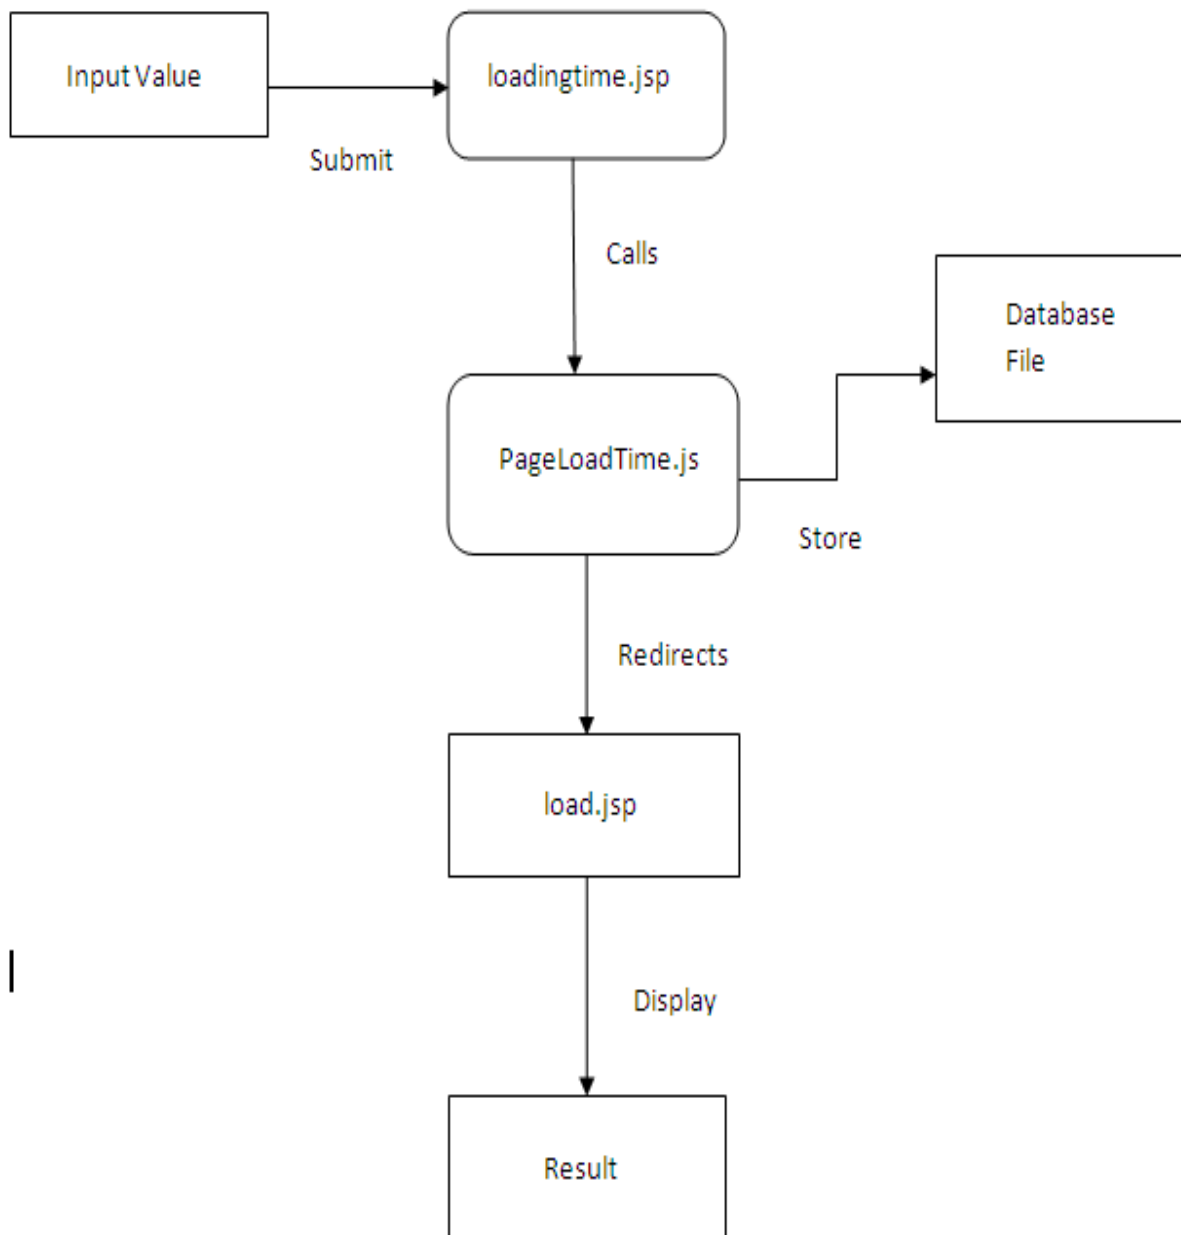 Input Value
loadingtime.jsp
Submit
Calls
Database
File
PageLoadTime.js
Store
Redirects
load.jsp
Display
Result